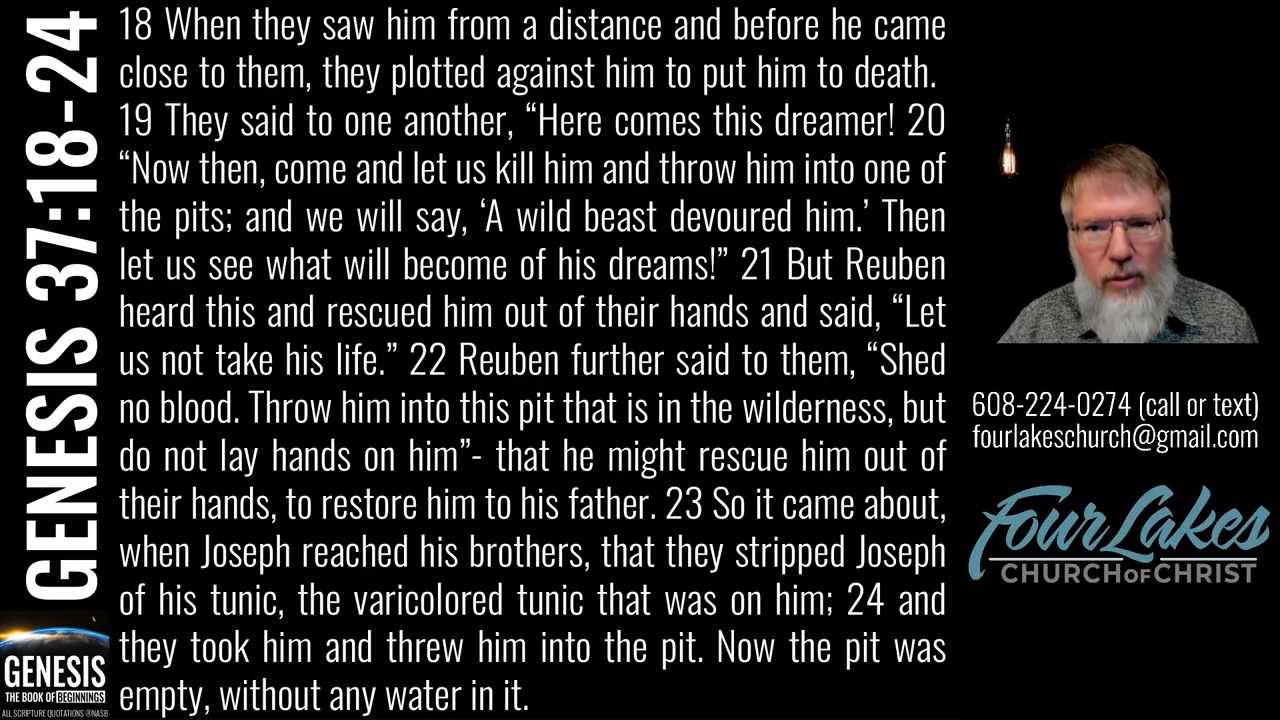 GENESIS 37:18-24
18 When they saw him from a distance and before he came
close to them, they plotted against him to put him to death.
19 They said to one another, “Here comes this dreamer! 20
“Now then, come and let us kill him and throw him into one of
the pits; and we will say, ‘A wild beast devoured him.’ Then
let us see what will become of his dreams!” 21 But Reuben
heard this and rescued him out of their hands and said, “Let
us not take his life.” 22 Reuben further said to them, “Shed
no blood. Throw him into this pit that is in the wilderness, but
do not lay hands on him”- that he might rescue him out of
their hands, to restore him to his father. 23 So it came about,
when Joseph reached his brothers, that they stripped Joseph
of his tunic, the varicolored tunic that was on him; 24 and
they took him and threw him into the pit. Now the pit was
empty, without any water in it.
608-224-0274 (call or text)
fourlakeschurch@gmail.com
Four Lakes
CHURCH OF CHRIST
GENESIS
THE BOOK OF BEGINNINGS
ALL SCRIPTURE QUOTATIONS @NASB